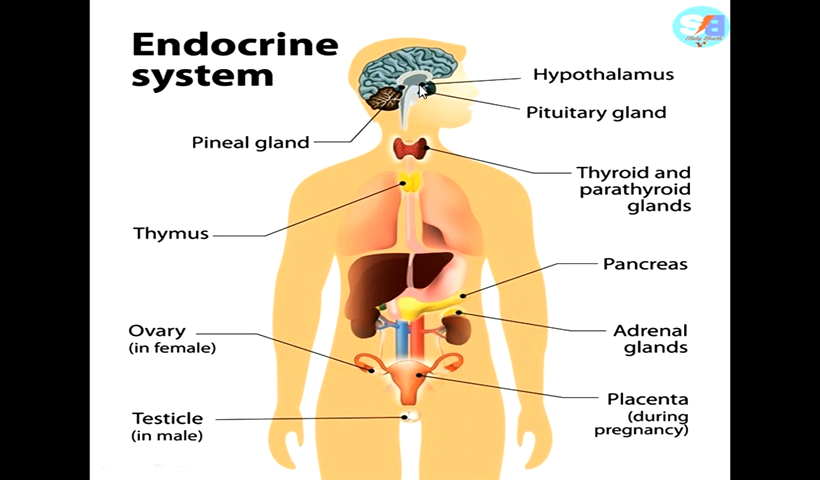 Endocrine
system
Hypothalamus
Pituitary gland
Pineal gland
Thyroid and
parathyroid
glands
Thymus
Pancreas
Ovary
(in female)
Adrenal
glands
Placenta
(during
pregnancy)
Testicle
(in male)